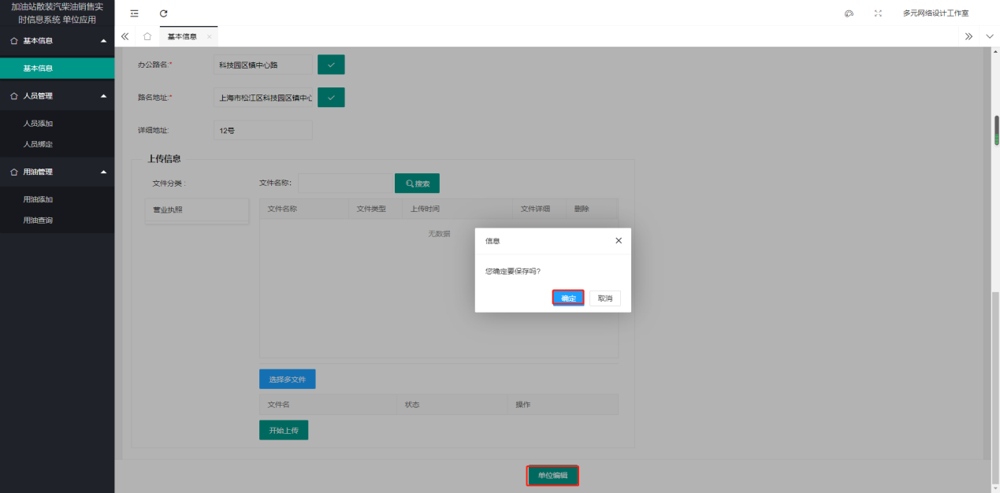 加油站散装汽柴油销售实
时信息系统 单位应用
多元网络设计工作室
基本信息
基本信息
基本信息
人员管理
人员添加
人员绑定
用油管理
用油添加
用油查询
办公路名:*
科技园区镇中心路
路名地址:*
上海市松江区科技园区镇中心
详细地址:
12号
上传信息
文件分类 :
文件名称:
搜索
营业执照
文件名称 文件类型 上传时间 文件详细 删除
无数据
信息
您确定要保存吗?
确定 取消
选择多文件
文件名 状态 操作
开始上传
单位编辑